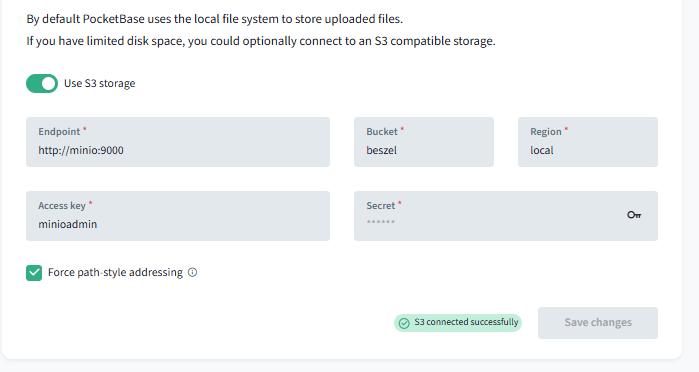 By default PocketBase uses the local file system to store uploaded files.
If you have limited disk space, you could optionally connect to an S3 compatible storage.
Use S3 storage
Endpoint *
http://minio:9000
Bucket *
beszel
Region *
local
Access key *
minioadmin
Secret *
******
Force path-style addressing
S3 connected successfully
Save changes